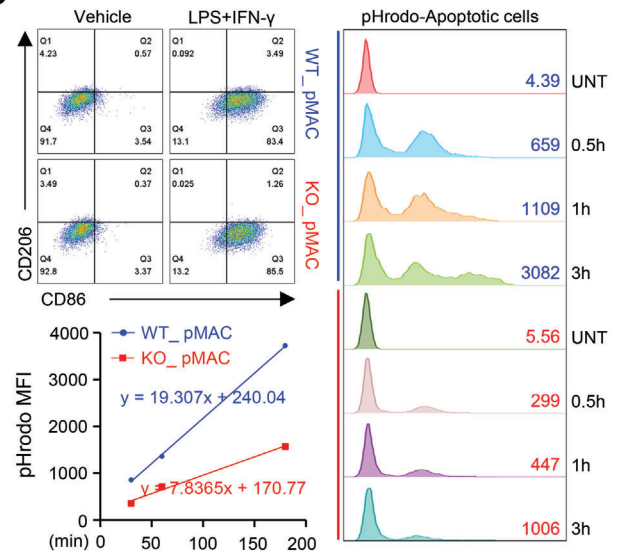 Vehicle
LPS+IFN-γ
pHrodo-Apoptotic cells
Q1
4.23
Q2
0.57
Q4
91.7
Q3
3.54
Q1
0.092
Q2
3.49
Q4
13.1
Q3
83.4
WT_ pMAC
Q1
3.49
Q2
0.37
Q4
92.8
Q3
3.37
Q1
0.025
Q2
1.26
Q4
13.2
Q3
85.5
KO_ pMAC
CD206
CD86
4.39 UNT
659 0.5h
1109 1h
3082 3h
5.56 UNT
299 0.5h
447 1h
1006 3h
WT_ pMAC
KO_ pMAC
y = 19.307x + 240.04
y = 7.8365x + 170.77
pHrodo MFI
4000
3000
2000
1000
0
(min) 0 50 100 150 200